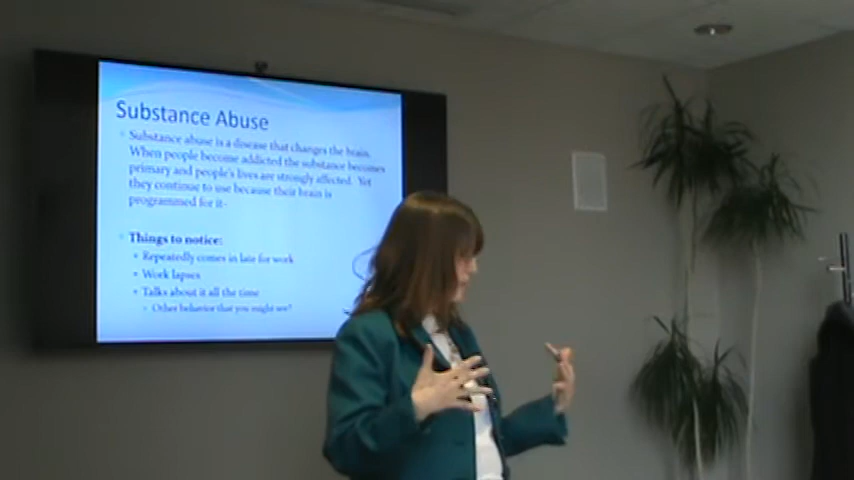 Substance Abuse
Substance abuse is a disease that changes the brain.
When people become addicted the substance becomes
primary and people's lives are strongly affected. Yet
they continue to use because their brain is
programmed for it-
Things to notice:
Repeatedly comes in late for work
Work lapses
Talks about it all the time
Other behavior that you might see?